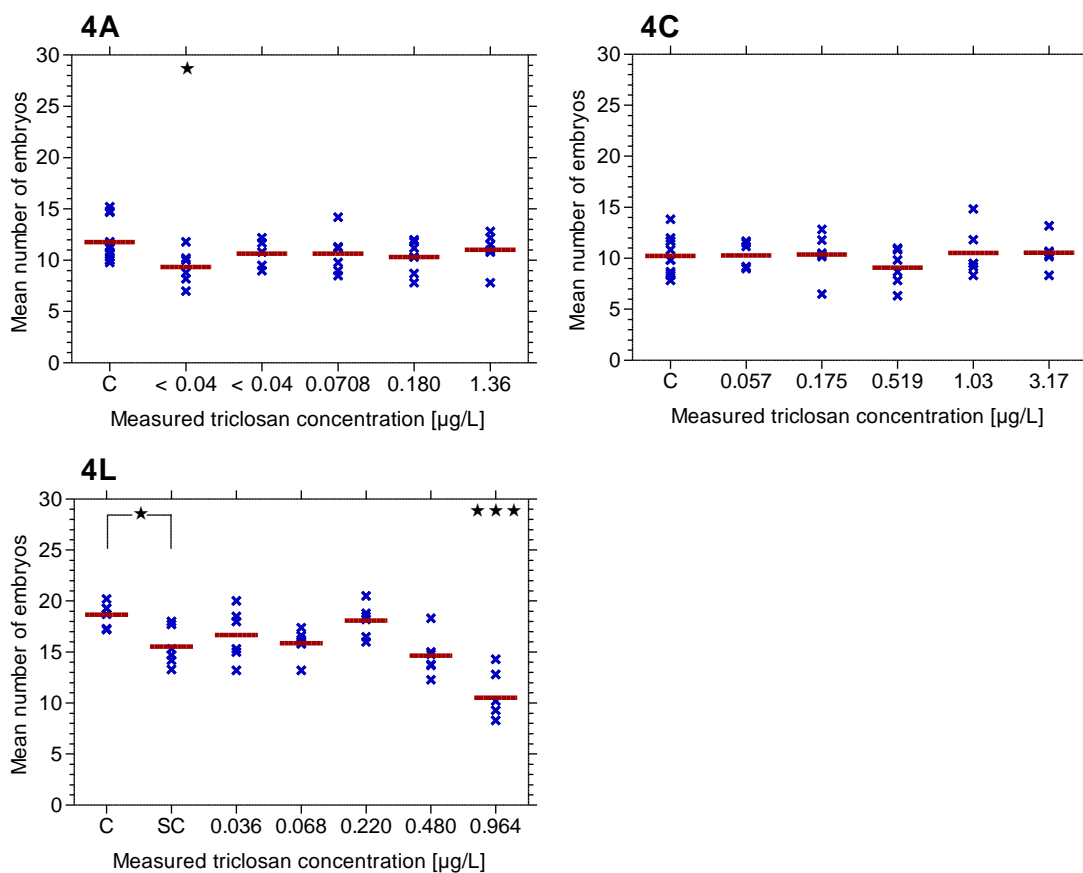 4A
30
25
20
15
10
5
0
Mean number of embryos
C < 0.04 < 0.04 0.0708 0.180 1.36
Measured triclosan concentration [µg/L]
4C
30
25
20
15
10
5
0
Mean number of embryos
C 0.057 0.175 0.519 1.03 3.17
Measured triclosan concentration [µg/L]
4L
30
25
20
15
10
5
0
Mean number of embryos
C SC 0.036 0.068 0.220 0.480 0.964
Measured triclosan concentration [µg/L]